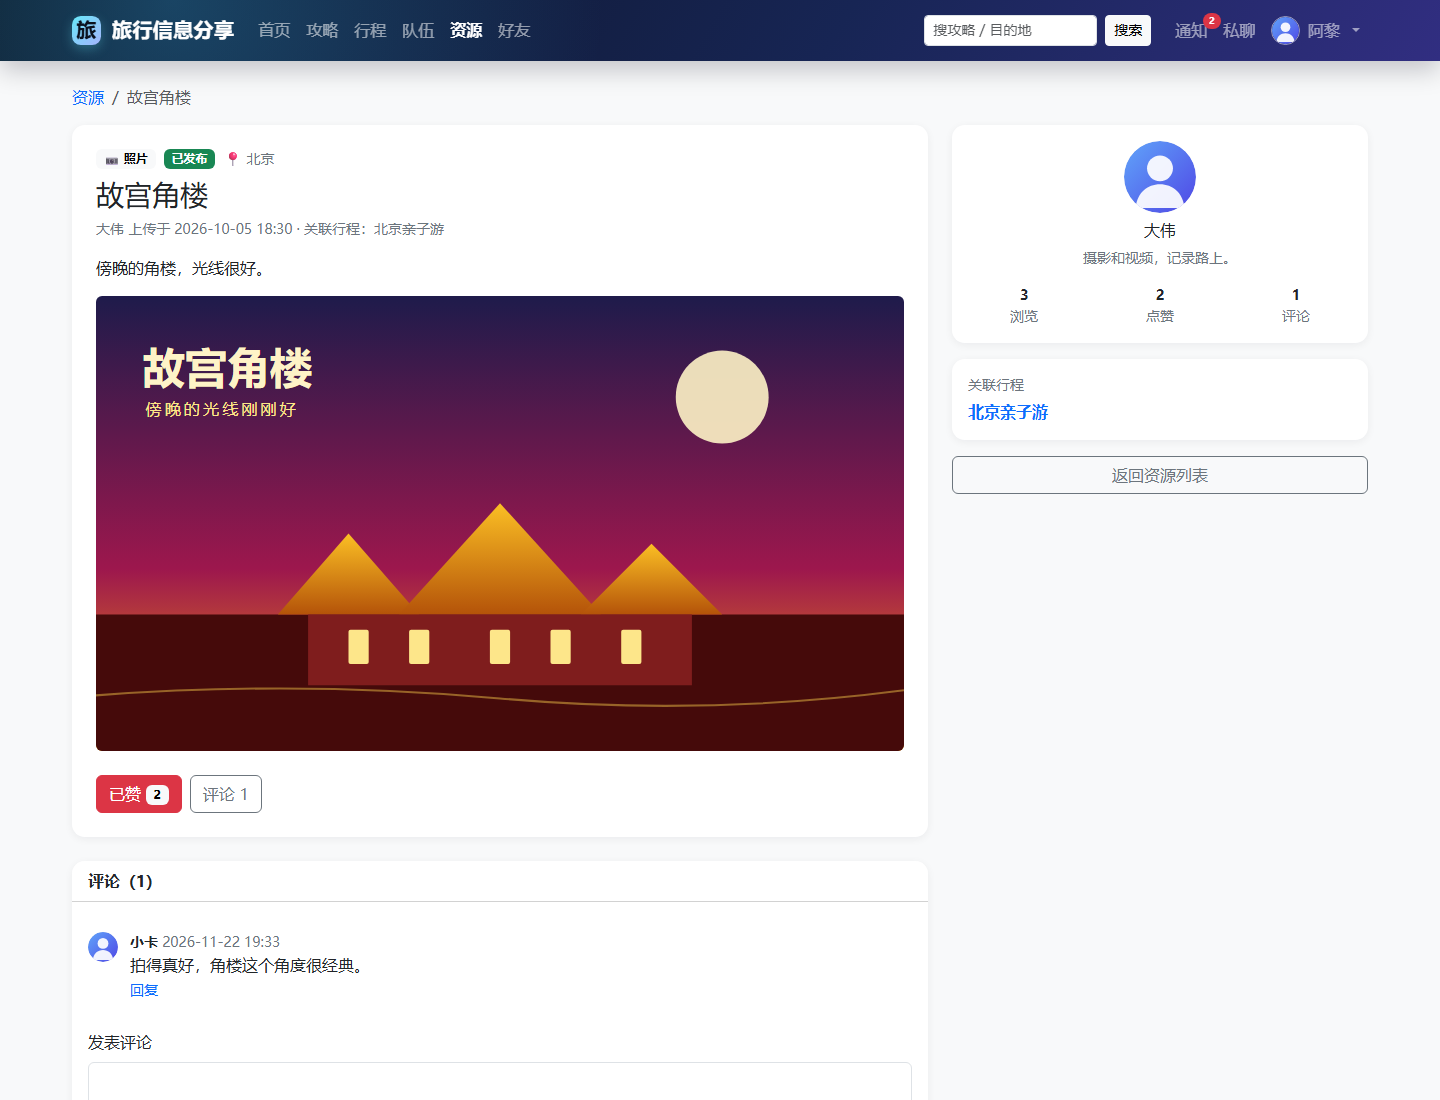 旅 旅行信息分享 首页 攻略 行程 队伍 资源 好友 搜攻略 / 目的地 搜索 通知 2 私聊 阿黎
资源 / 故宫角楼
照片 已发布 北京
故宫角楼
大伟 上传于 2026-10-05 18:30 · 关联行程：北京亲子游
傍晚的角楼，光线很好。
故宫角楼
傍晚的光线刚刚好
已赞 2 评论 1
评论（1）
小卡 2026-11-22 19:33
拍得真好，角楼这个角度很经典。
回复
发表评论
大伟
摄影和视频，记录路上。
3 2 1
浏览 点赞 评论
关联行程
北京亲子游
返回资源列表